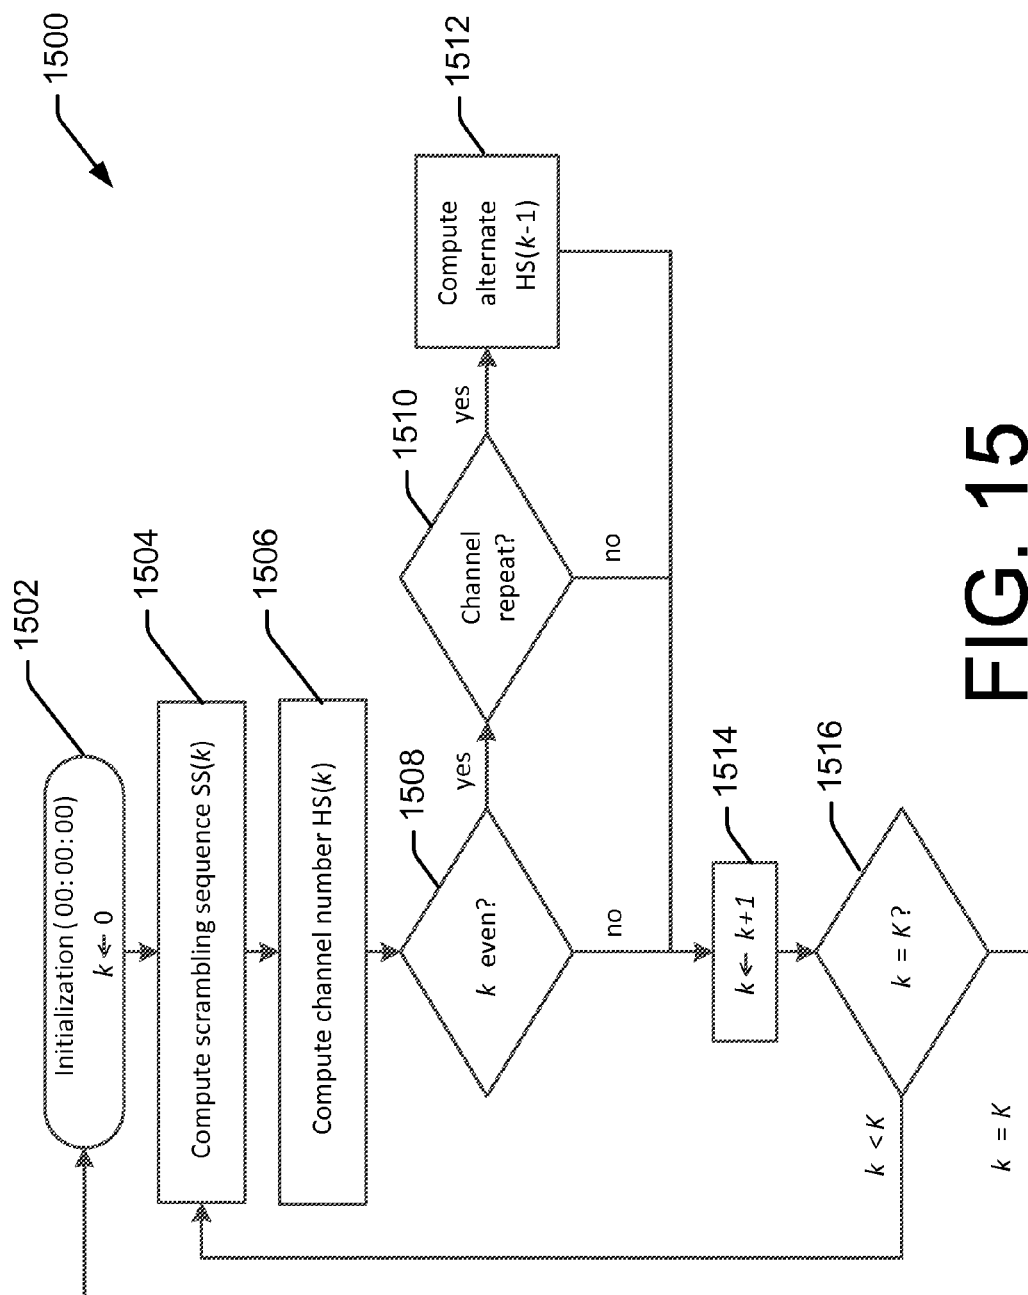 1500
Initialization ( 00: 00: 00)
k ← 0
1502
Compute scrambling sequence SS(k)
1504
Compute channel number HS(k)
1506
k even?
1508
yes
no
Channel
repeat?
1510
yes
no
Compute
alternate
HS(k-1)
1512
k ← k+1
1514
k = K?
1516
k < K
k = K
FIG. 15